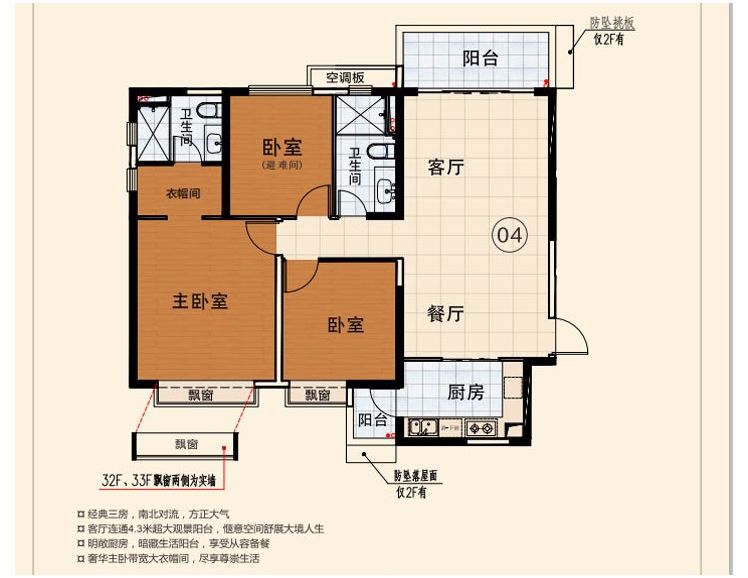 防坠挑板
仅2F有
阳台
空调板
卫生间
卧室
(避难间)
卫生间
客厅
衣帽间
04
主卧室
卧室
餐厅
飘窗
飘窗
厨房
阳台
飘窗
32F、33F飘窗两侧为实墙
防坠落屋面
仅2F有
¤ 经典三房，南北对流，方正大气
¤ 客厅连通4.3米超大观景阳台，惬意空间舒展大境人生
¤ 明敞厨房，暗藏生活阳台，享受从容备餐
¤ 奢华主卧带宽大衣帽间，尽享尊崇生活